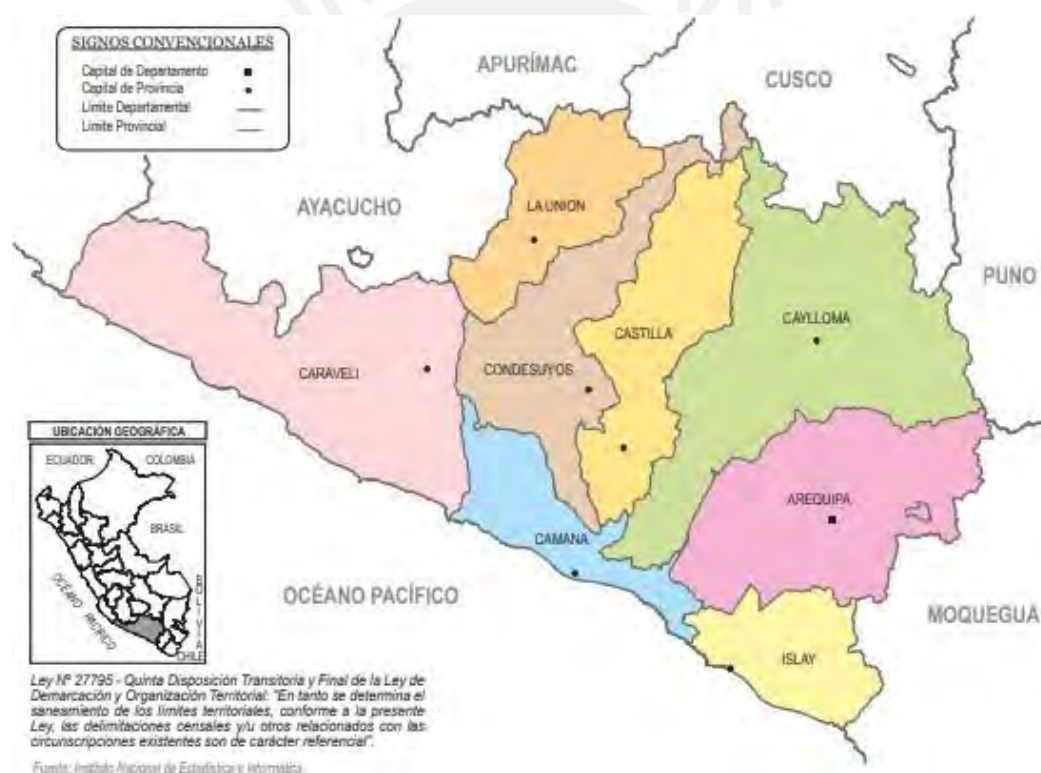 SIGNOS CONVENCIONALES
Capital de Departamento
Capital de Provincia
Limite Departamental
Limite Provincial
APURÍMAC
CUSCO
AYACUCHO
LA UNION
PUNO
CAYLLOMA
CASTILLA
CONDESUYOS
CARAVELI
UBICACIÓN GEOGRÁFICA
ECUADOR
COLOMBIA
BRASIL
BOLIVIA
OCÉANO PACÍFICO
CHILE
AREQUIPA
CAMANA
OCÉANO PACÍFICO
MOQUEGUA
ISLAY
Ley Nº 27795 - Quinta Disposición Transitoria y Final de la Ley de
Demarcación y Organización Territorial: "En tanto se determina el
saneamiento de los límites territoriales, conforme a la presente
Ley, las delimitaciones censales y/u otros relacionados con las
circunscripciones existentes son de carácter referencial".
Fuente: Instituto Nacional de Estadística e Informática